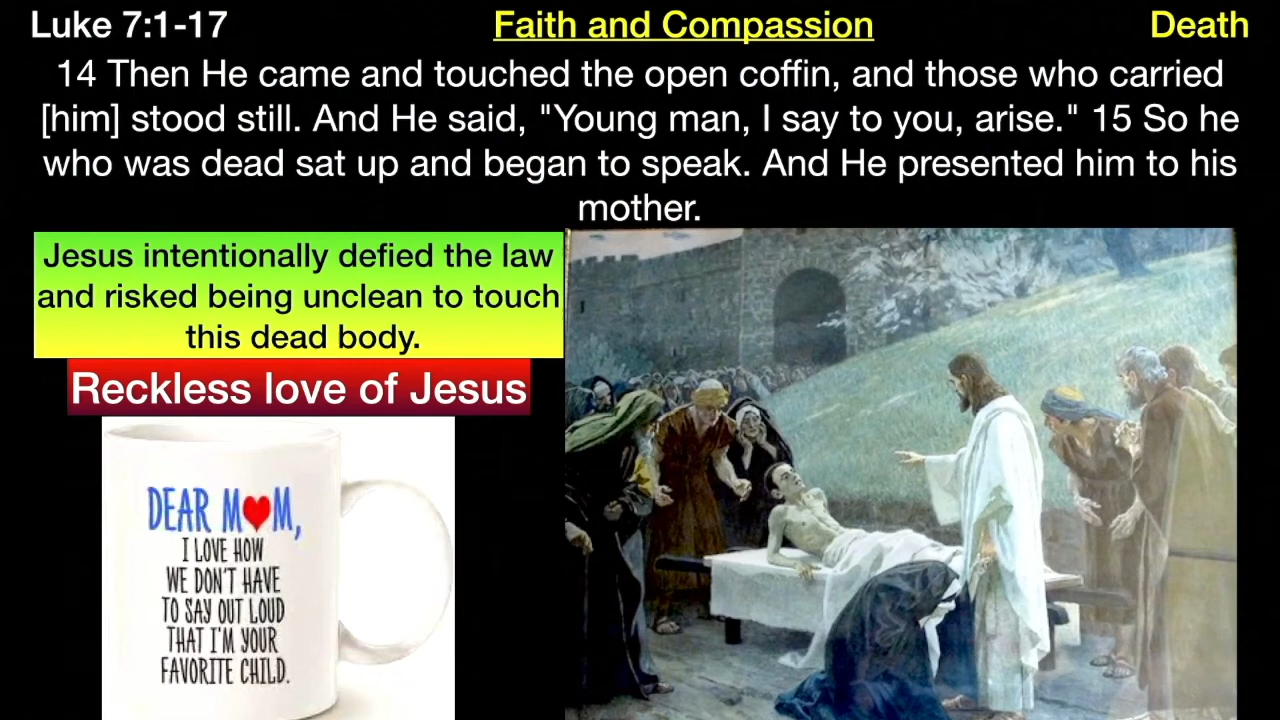 Luke 7:1-17
Faith and Compassion
Death
14 Then He came and touched the open coffin, and those who carried
[him] stood still. And He said, "Young man, I say to you, arise." 15 So he
who was dead sat up and began to speak. And He presented him to his
mother.
Jesus intentionally defied the law
and risked being unclean to touch
this dead body.
Reckless love of Jesus
DEAR M❤M,
I LOVE HOW
WE DON'T HAVE
TO SAY OUT LOUD
THAT I'M YOUR
FAVORITE CHILD.